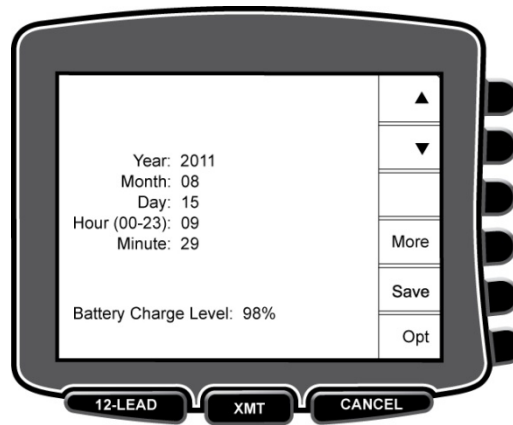 Year: 2011
Month: 08
Day: 15
Hour (00-23): 09
Minute: 29
Battery Charge Level: 98%
▲
▼
More
Save
Opt
12-LEAD
XMT
CANCEL